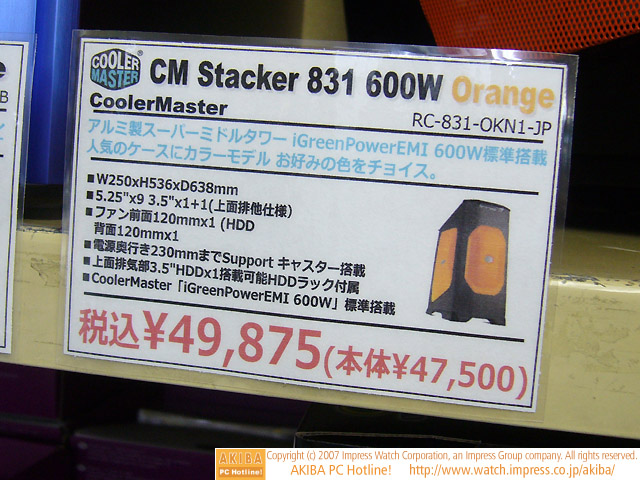 COOLER MASTER
CM Stacker 831 600W Orange
CoolerMaster
RC-831-OKN1-JP
アルミ製スーパーミドルタワー iGreenPowerEMI 600W標準搭載
人気のケースにカラーモデル お好みの色をチョイス。
■W250xH536xD638mm
■5.25"x9 3.5"x1+1(上面排他仕様)
■ファン前面120mmx1 (HDD
背面120mmx1
■電源奥行き230mmまでSupport キャスター搭載
■上面排気部3.5"HDDx1搭載可能HDDラック付属
■CoolerMaster「iGreenPowerEMI 600W」標準搭載
税込¥49,875(本体¥47,500)
e
B
AKIBA PC Hotline!
Copyright (c) 2007 Impress Watch Corporation, an Impress Group company. All rights reserved.
AKIBA PC Hotline! http://www.watch.impress.co.jp/akiba/